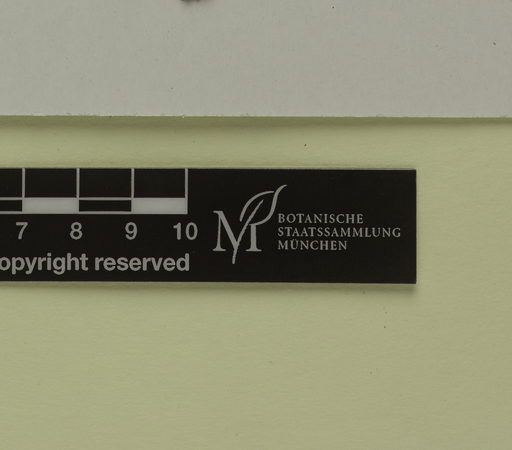 7 8 9 10
opyright reserved
BOTANISCHE
STAATSSAMMLUNG
MÜNCHEN